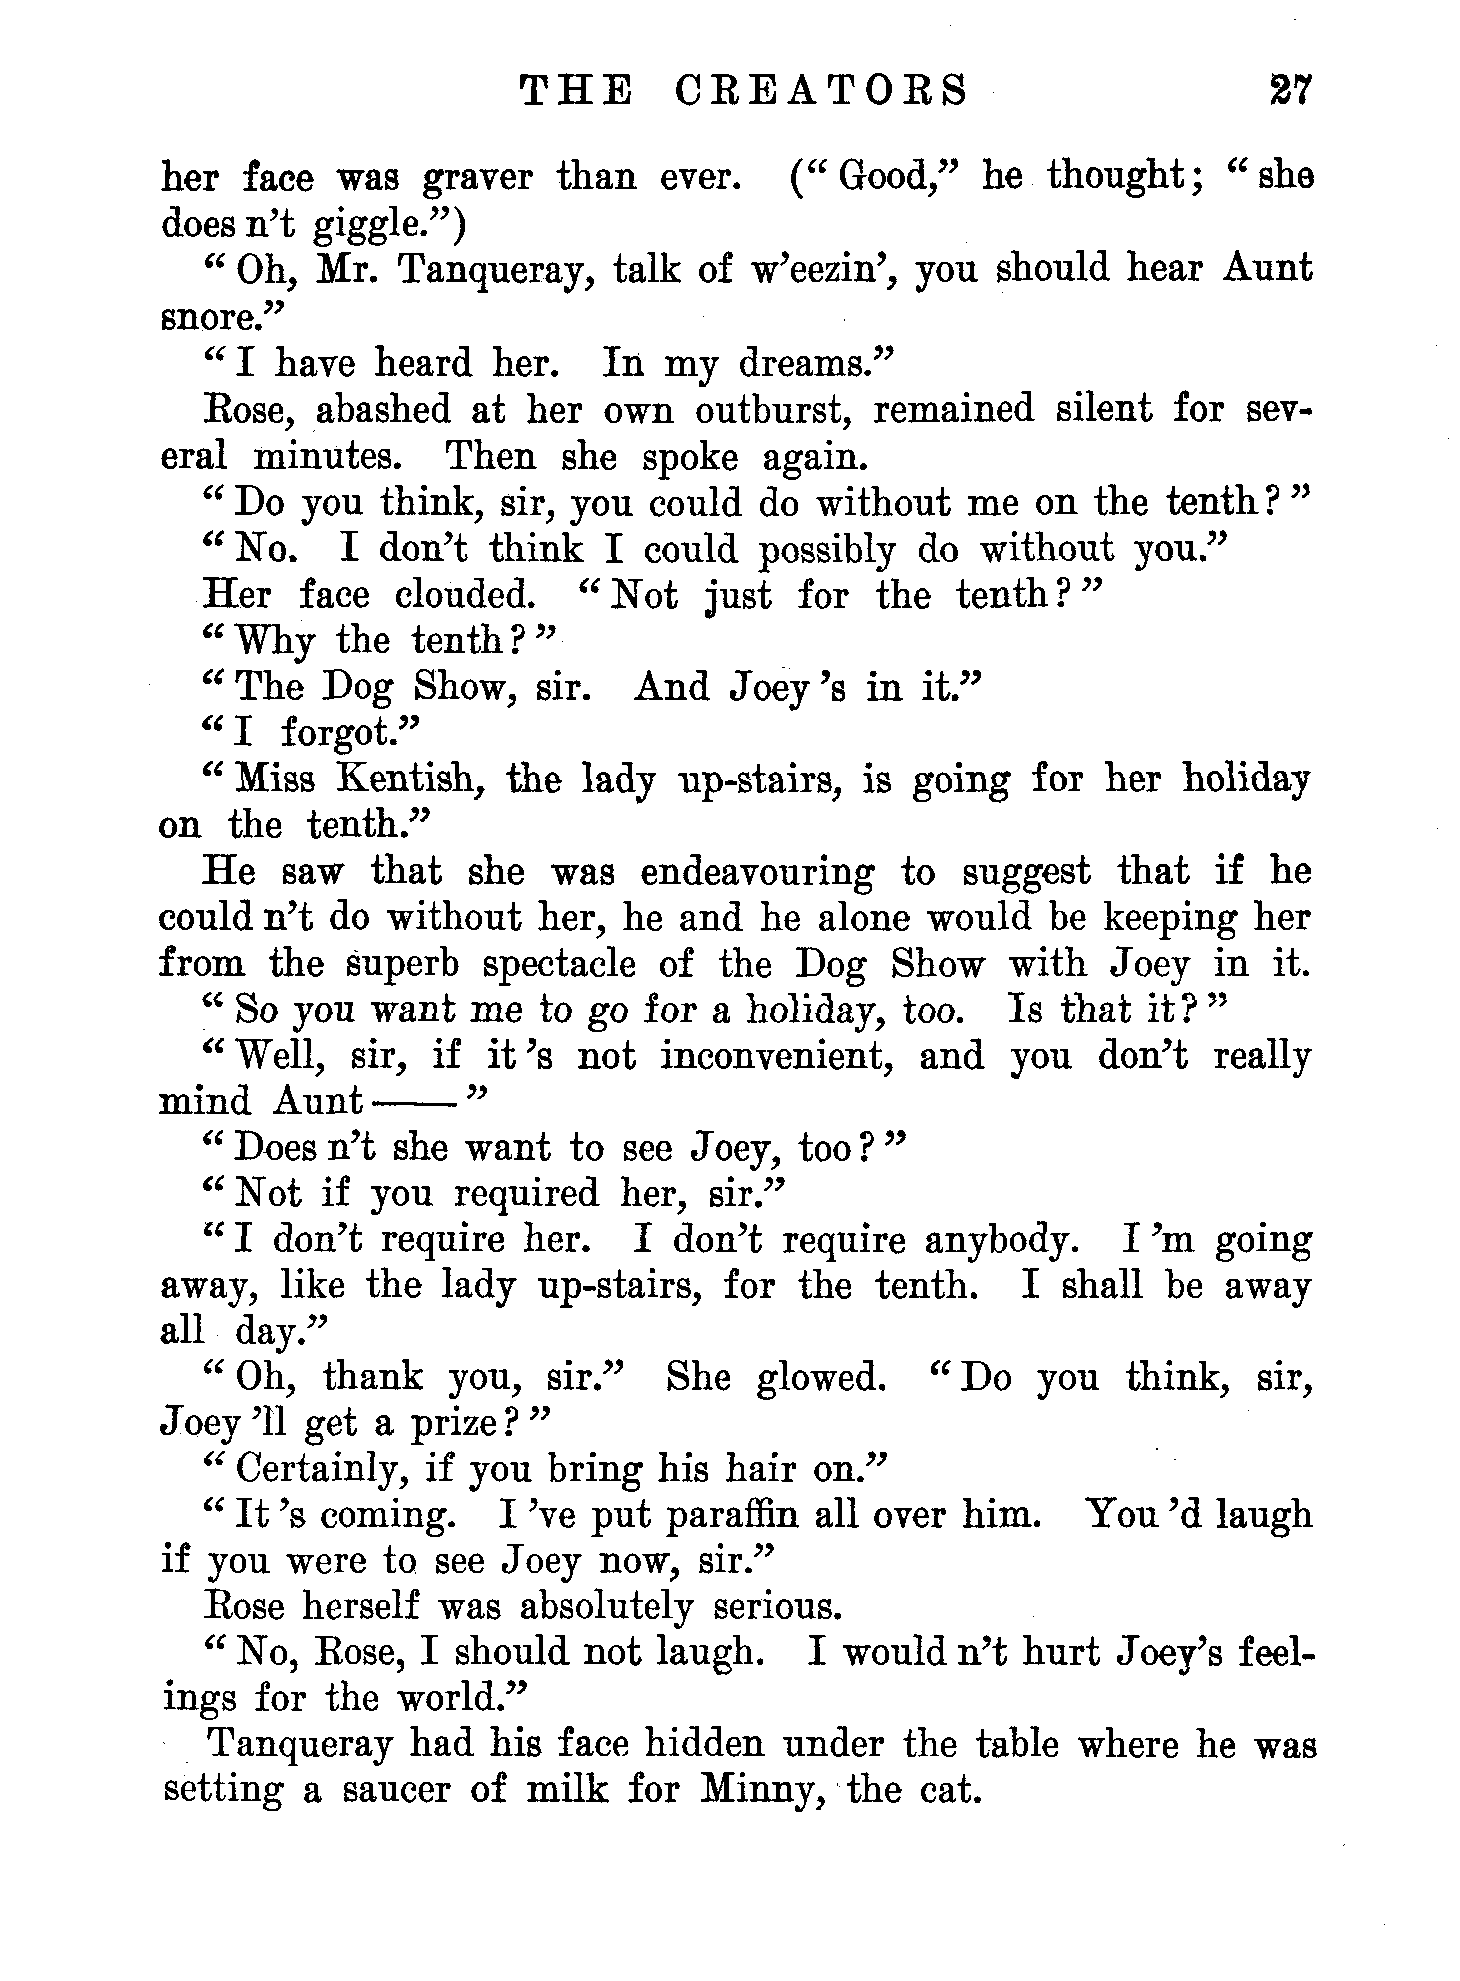 THE CREATORS 27
her face was graver than ever. (“Good,” he thought; “she
does n’t giggle.”)
“Oh, Mr. Tanqueray, talk of w’eezin’, you should hear Aunt
snore.”
“I have heard her. In my dreams.”
Rose, abashed at her own outburst, remained silent for sev-
eral minutes. Then she spoke again.
“Do you think, sir, you could do without me on the tenth?”
“No. I don’t think I could possibly do without you.”
Her face clouded. “Not just for the tenth?”
“Why the tenth?”
“The Dog Show, sir. And Joey ’s in it.”
“I forgot.”
“Miss Kentish, the lady up-stairs, is going for her holiday
on the tenth.”
He saw that she was endeavouring to suggest that if he
could n’t do without her, he and he alone would be keeping her
from the superb spectacle of the Dog Show with Joey in it.
“So you want me to go for a holiday, too. Is that it?”
“Well, sir, if it ’s not inconvenient, and you don’t really
mind Aunt——”
“Does n’t she want to see Joey, too?”
“Not if you required her, sir.”
“I don’t require her. I don’t require anybody. I ’m going
away, like the lady up-stairs, for the tenth. I shall be away
all day.”
“Oh, thank you, sir.” She glowed. “Do you think, sir,
Joey ’ll get a prize?”
“Certainly, if you bring his hair on.”
“It ’s coming. I ’ve put paraffin all over him. You ’d laugh
if you were to see Joey now, sir.”
Rose herself was absolutely serious.
“No, Rose, I should not laugh. I would n’t hurt Joey’s feel-
ings for the world.”
Tanqueray had his face hidden under the table where he was
setting a saucer of milk for Minny, the cat.